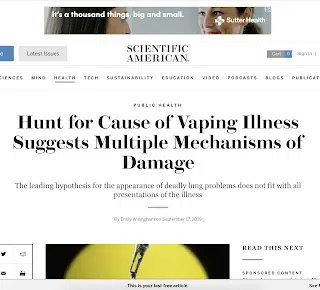 It's a thousand things, big and small.
Sutter Health
Latest Issues
SCIENTIFIC
AMERICAN.
Cart 0 Sign In |
CIENCES MIND HEALTH TECH SUSTAINABILITY EDUCATION VIDEO PODCASTS BLOGS PUBLICAT
PUBLIC HEALTH
Hunt for Cause of Vaping Illness
Suggests Multiple Mechanisms of
Damage
The leading hypothesis for the appearance of deadly lung problems does not fit with all
presentations of the illness
By Emily Willingham on September 17, 2019
READ THIS NEXT
SPONSORED CONTENT
This is your last free article.
See M